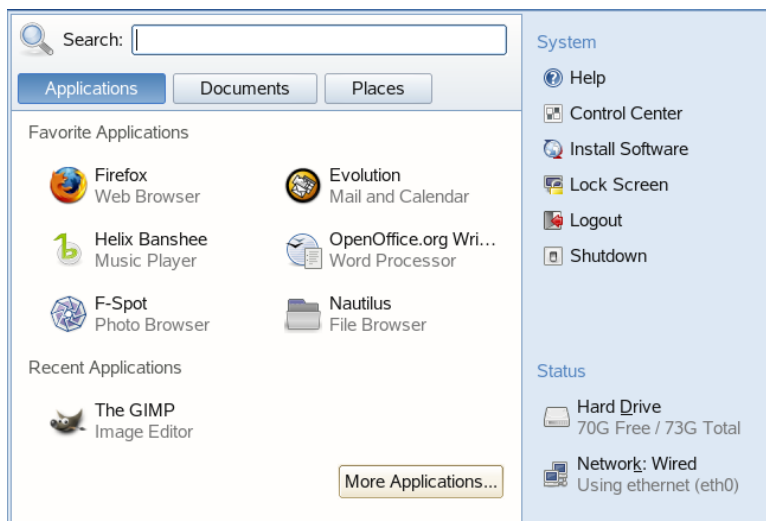 Search:
Applications
Documents
Places
Favorite Applications
Firefox
Web Browser
Evolution
Mail and Calendar
Helix Banshee
Music Player
OpenOffice.org Wri...
Word Processor
F-Spot
Photo Browser
Nautilus
File Browser
Recent Applications
The GIMP
Image Editor
More Applications...
System
Help
Control Center
Install Software
Lock Screen
Logout
Shutdown
Status
Hard Drive
70G Free / 73G Total
Network: Wired
Using ethernet (eth0)